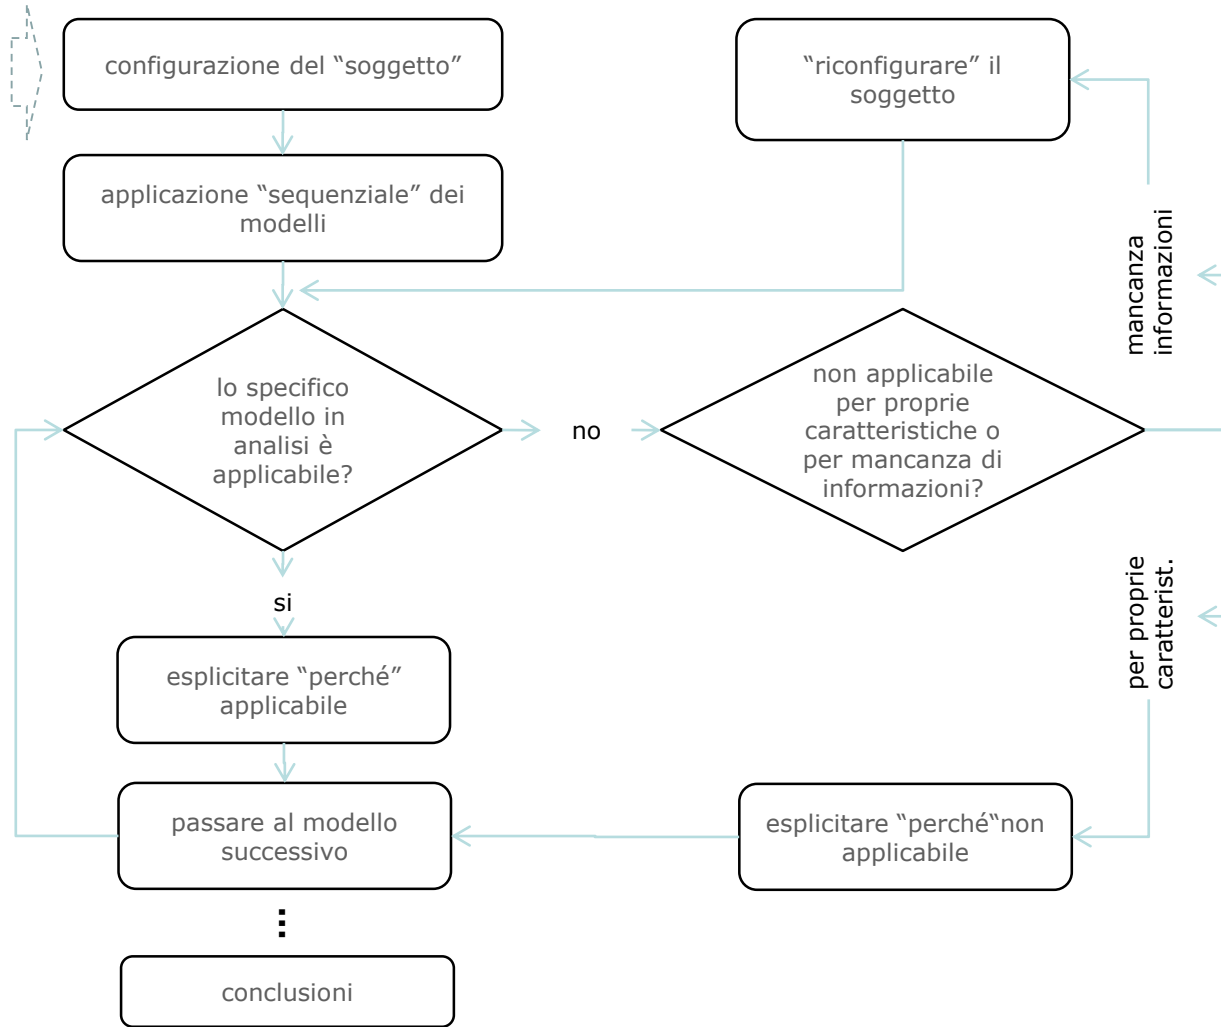 configurazione del “soggetto”
applicazione “sequenziale” dei
modelli
“riconfigurare” il
soggetto
mancanza
informazioni
lo specifico
modello in
analisi è
applicabile?
no
non applicabile
per proprie
caratteristiche o
per mancanza di
informazioni?
si
per proprie
caratterist.
esplicitare “perché”
applicabile
passare al modello
successivo
esplicitare “perché“non
applicabile
...
conclusioni